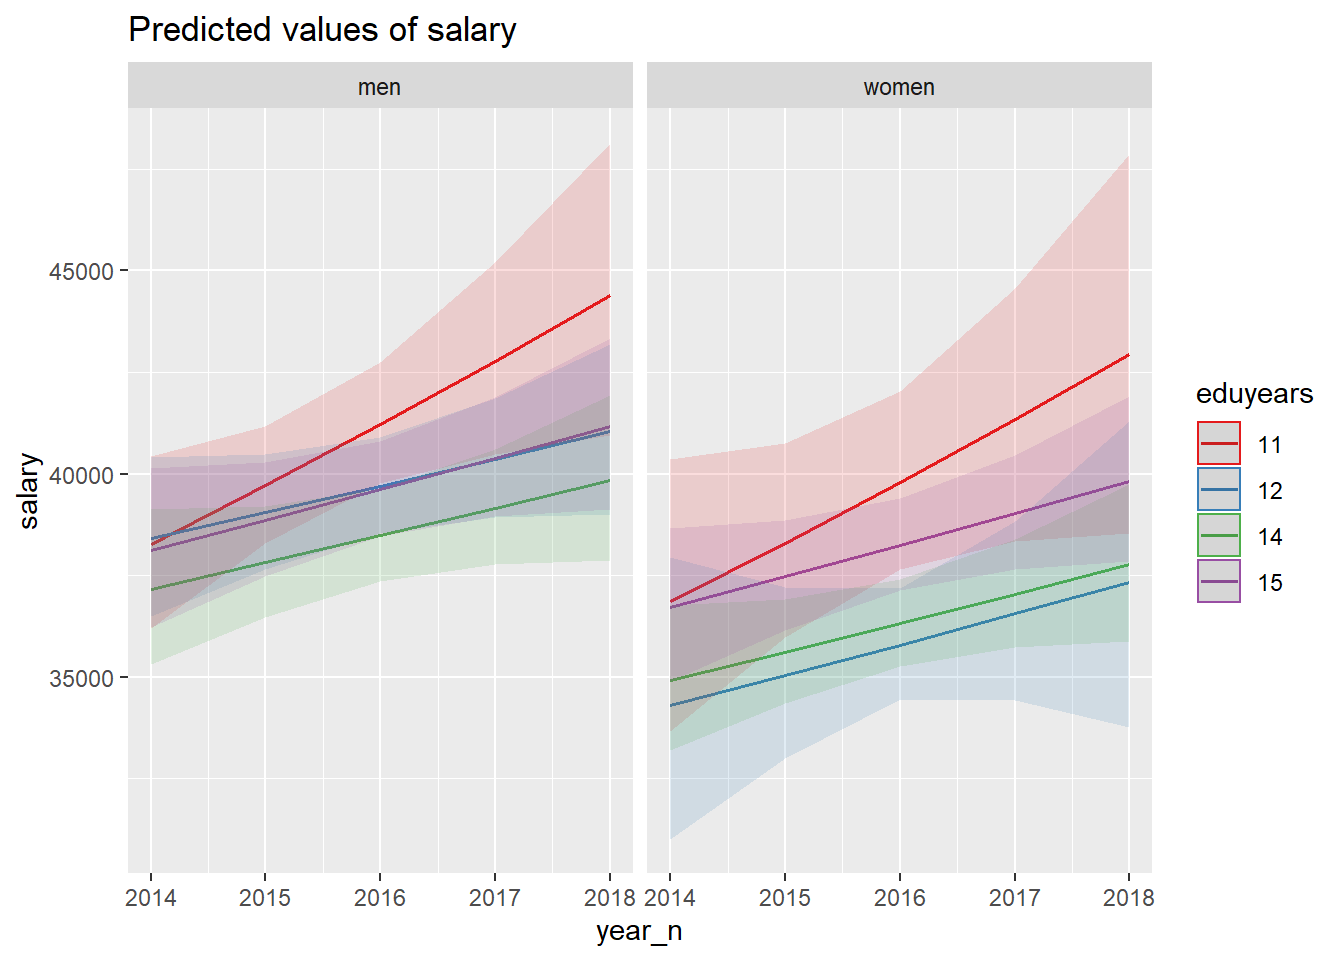 Predicted values of salary
men
women
45000
40000
35000
salary
2014 2015 2016 2017 2018 2014 2015 2016 2017 2018
year_n
eduyears
11
12
14
15